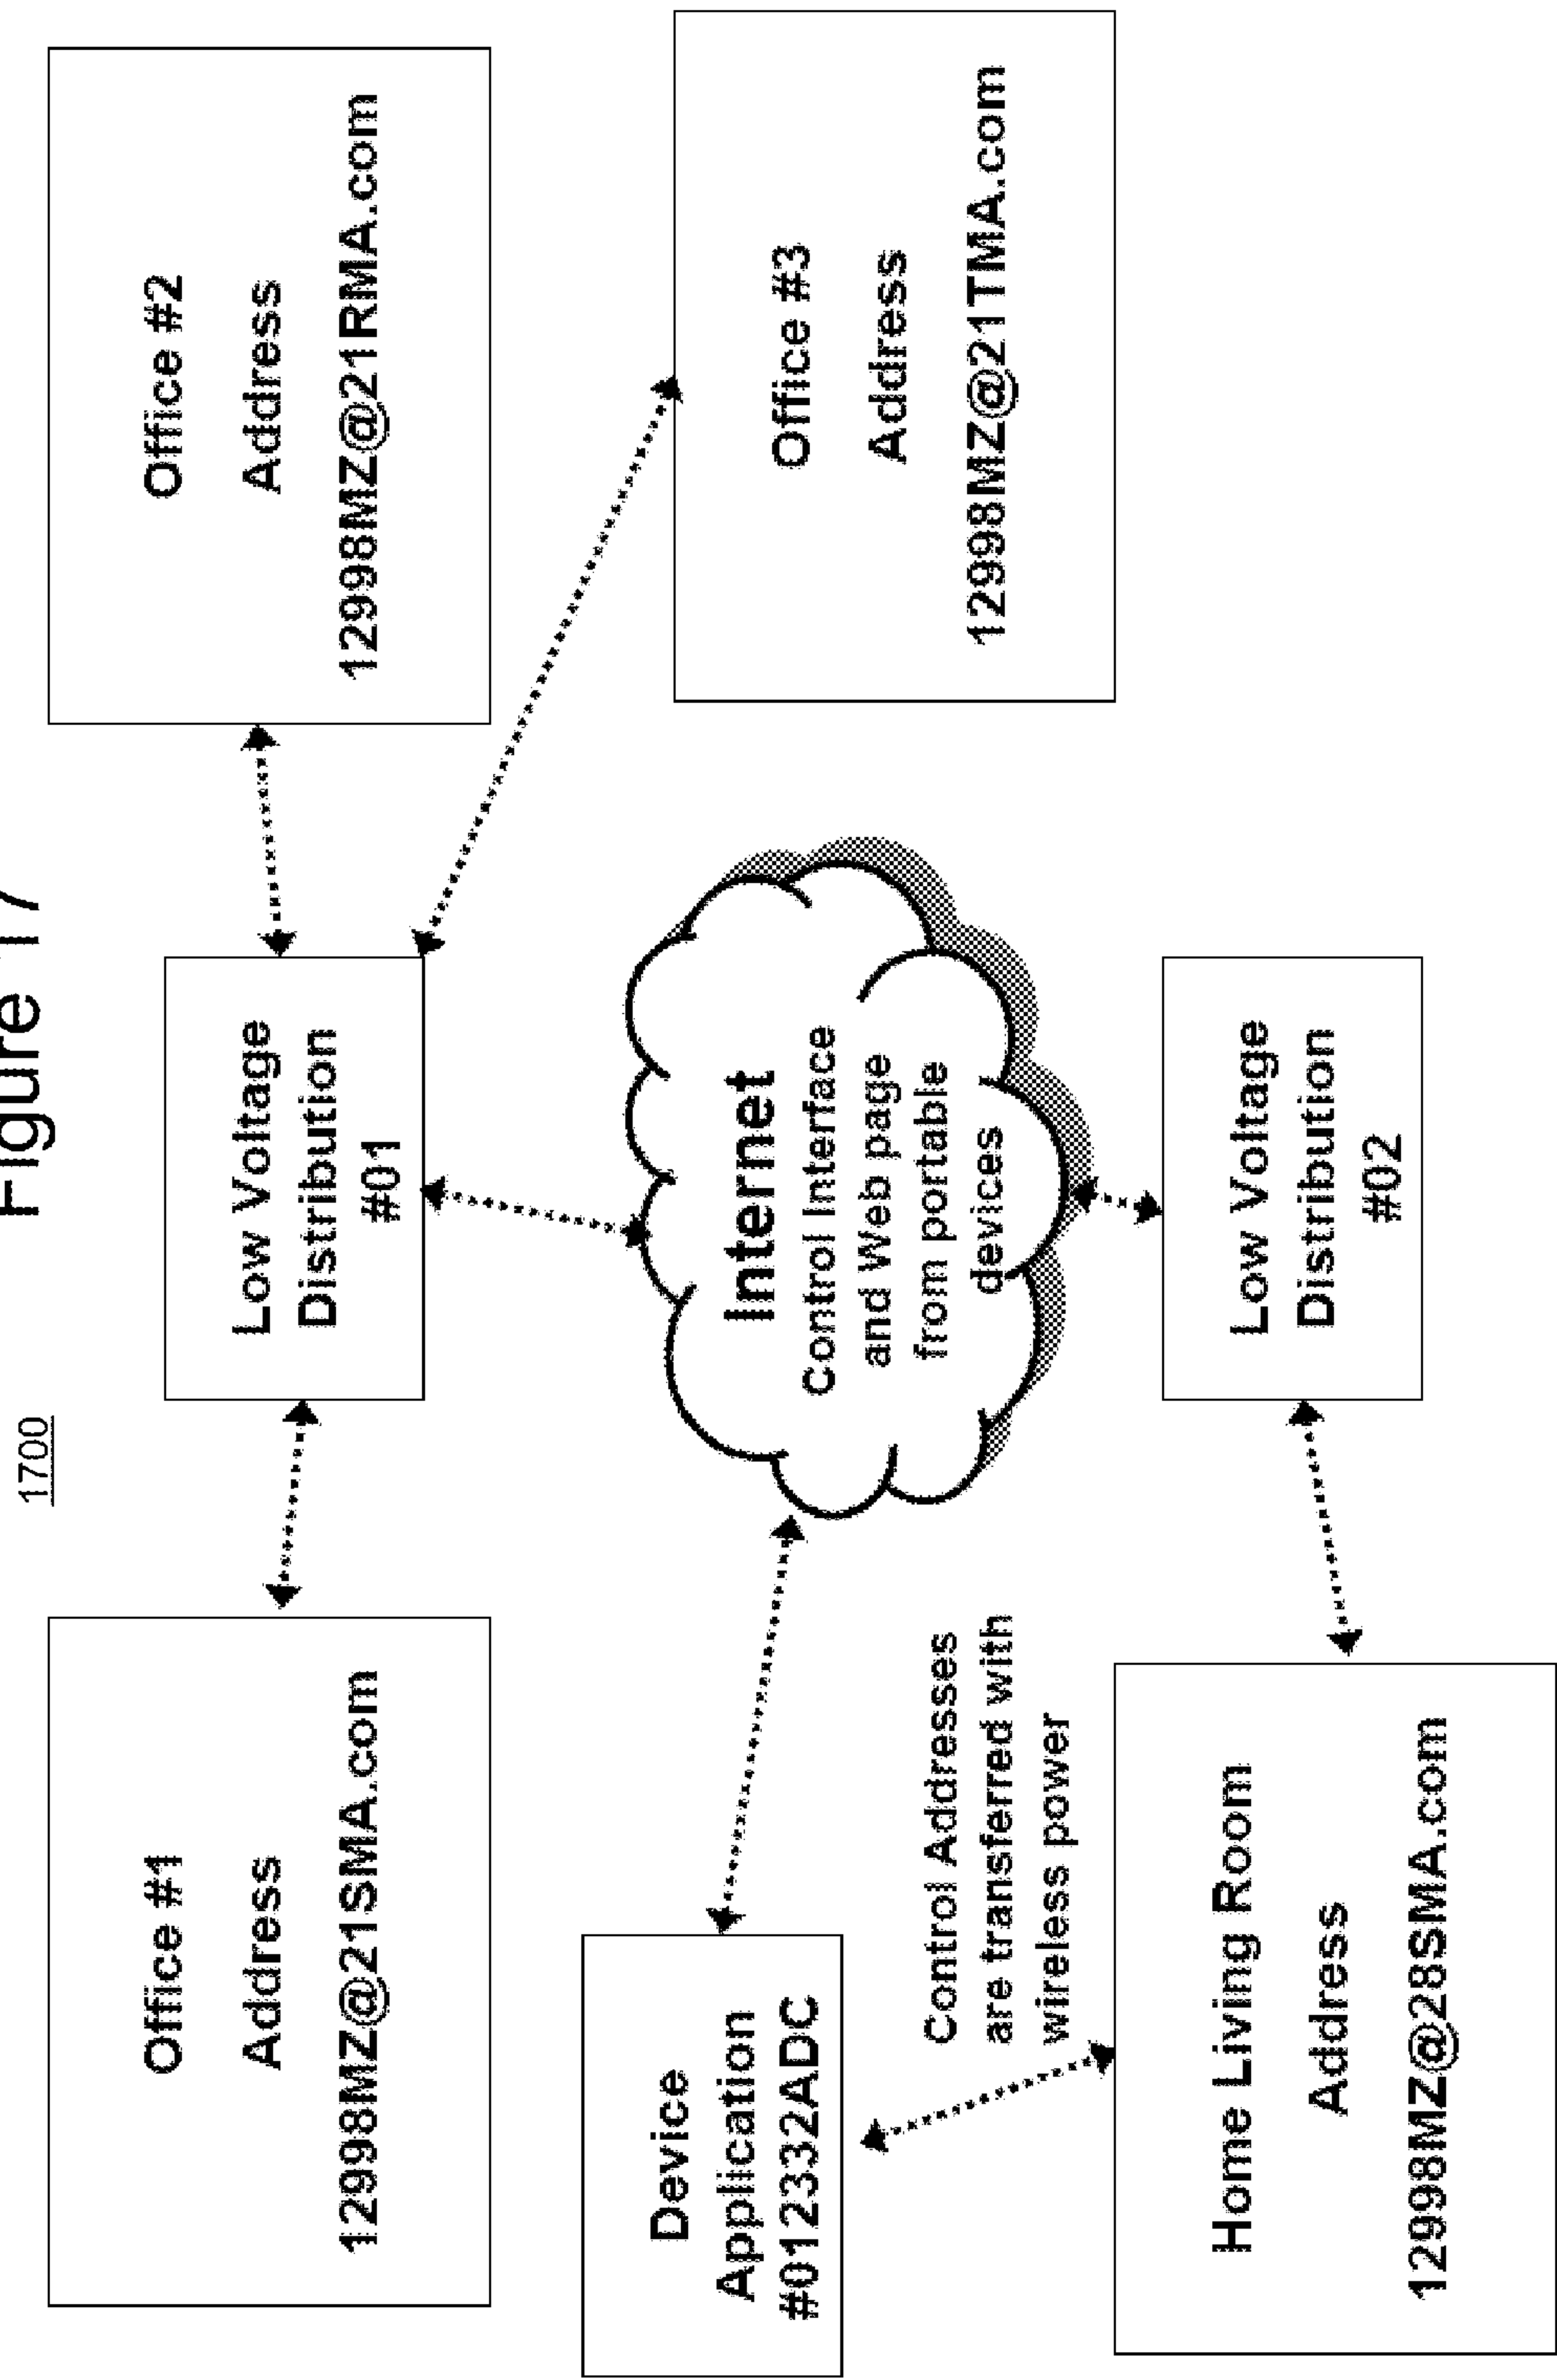 Figure 17
1700
Office #1
Address
12998MZ@21SMA.com
Low Voltage
Distribution
#01
Office #2
Address
12998MZ@21RMA.com
Device
Application
#012332ADC
Internet
Control Interface
and Web page
from portable
devices
Office #3
Address
12998MZ@21TMA.com
Control Addresses
are transferred with
wireless power
Home Living Room
Address
12998MZ@28SMA.com
Low Voltage
Distribution
#02